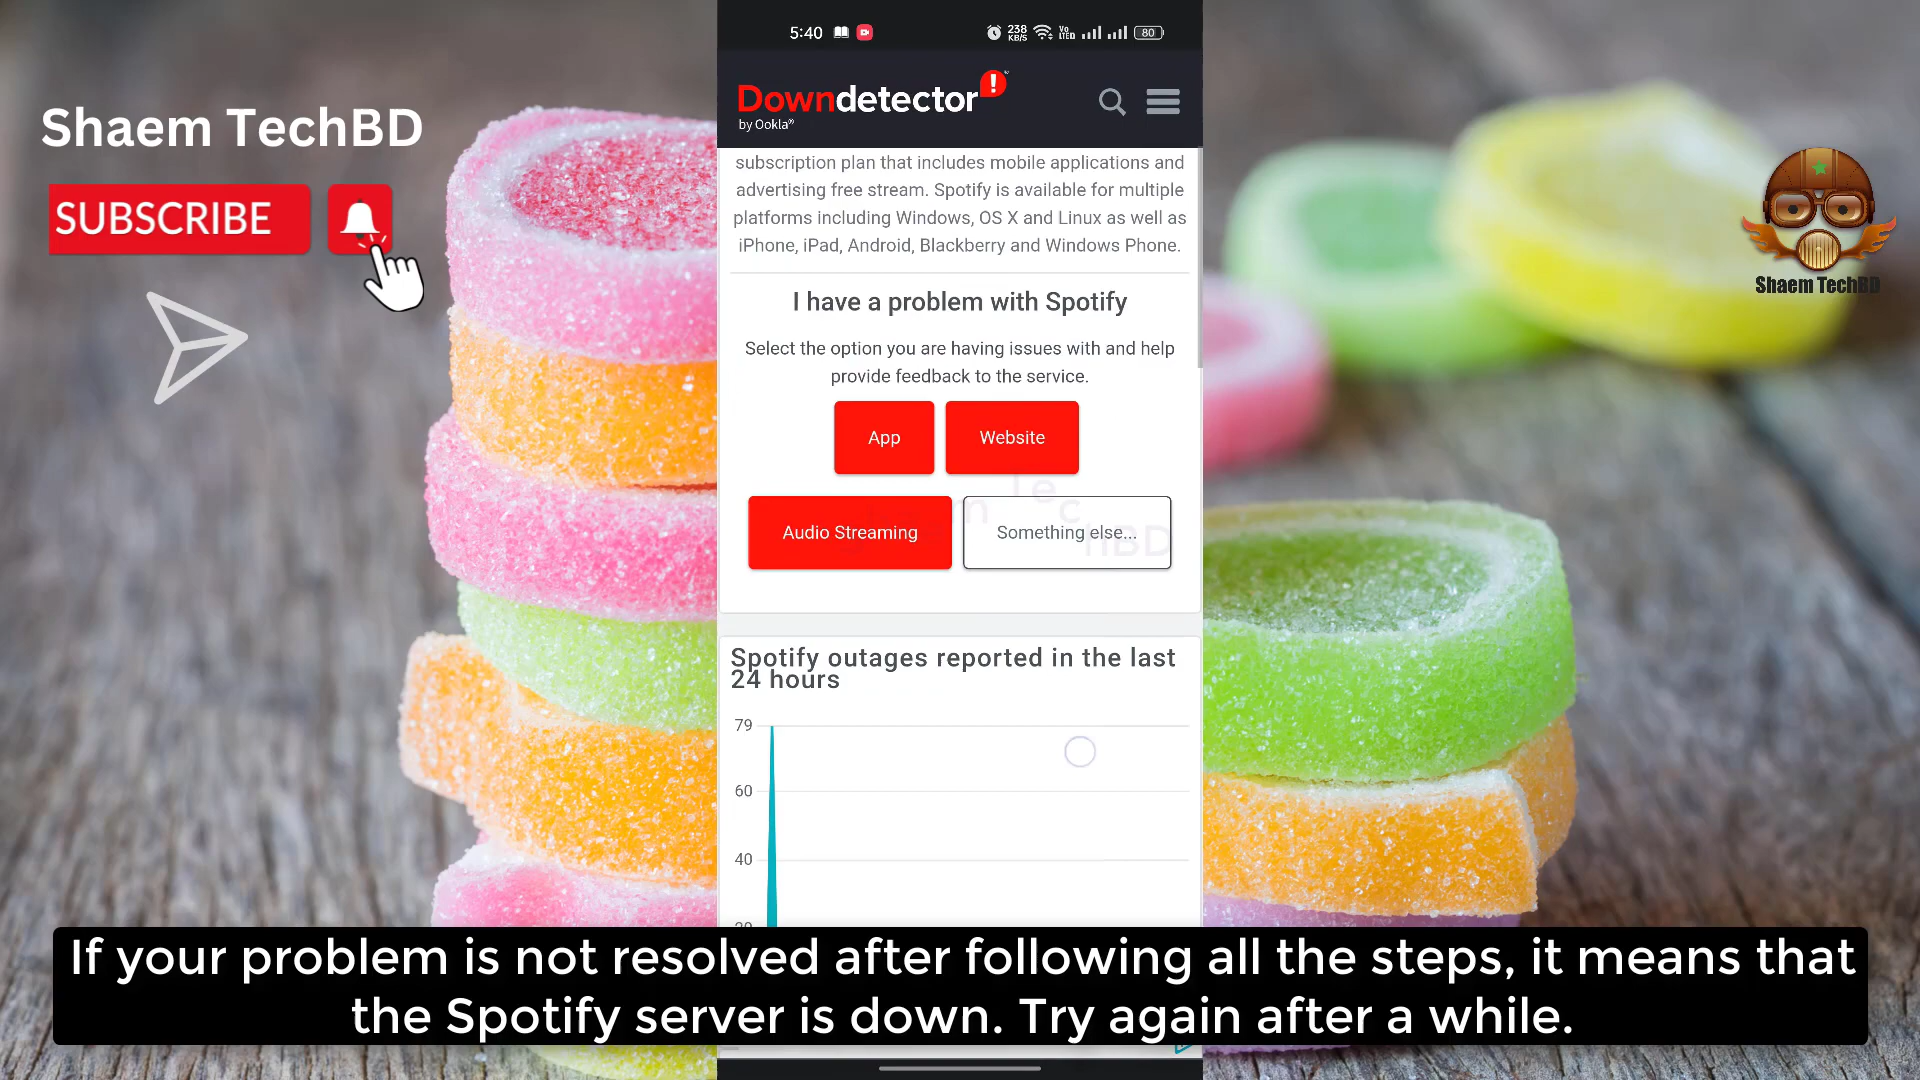 Shaem TechBD
SUBSCRIBE
5:40
238
KB/S
Vo
LTE
80
Downdetector
by Ookla®
subscription plan that includes mobile applications and
advertising free stream. Spotify is available for multiple
platforms including Windows, OS X and Linux as well as
iPhone, iPad, Android, Blackberry and Windows Phone.
I have a problem with Spotify
Select the option you are having issues with and help
provide feedback to the service.
App
Website
Audio Streaming
Something else...
Spotify outages reported in the last
24 hours
79
60
40
Shaem TechBD
If your problem is not resolved after following all the steps, it means that
the Spotify server is down. Try again after a while.